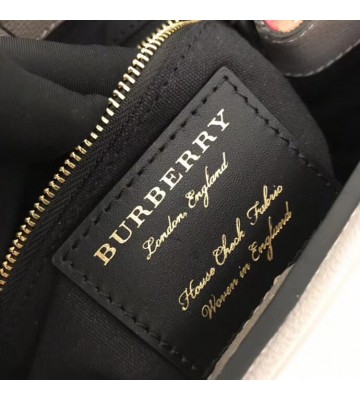 BURBERRY
London, England
House Check Fabric
Woven in England